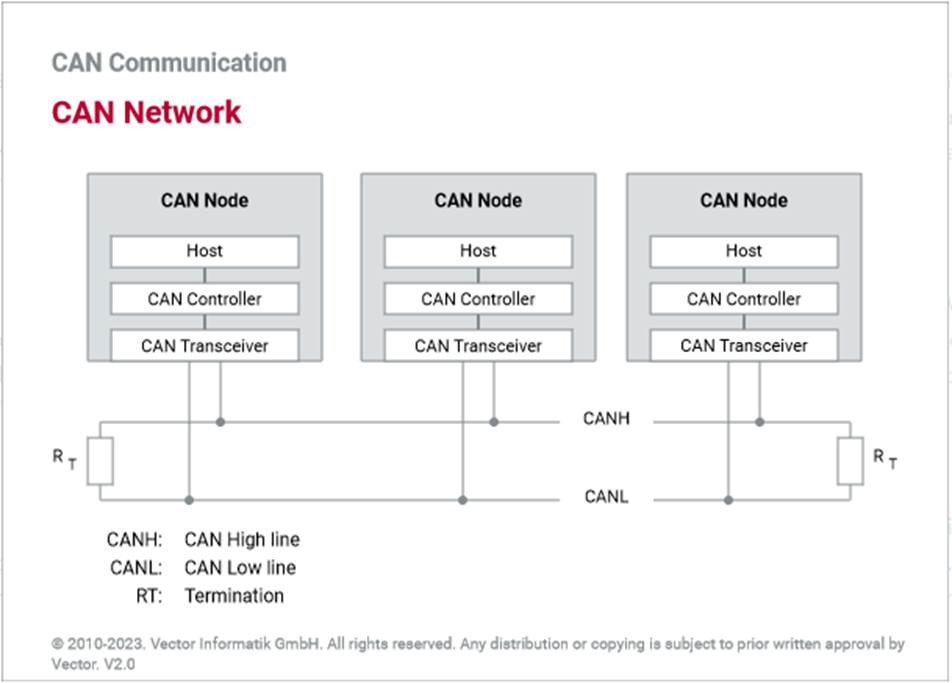 CAN Communication
CAN Network
CAN Node CAN Node CAN Node
Host Host Host
CAN Controller CAN Controller CAN Controller
CAN Transceiver CAN Transceiver CAN Transceiver
CANH
R T R T
CANL
CANH: CAN High line
CANL: CAN Low line
RT: Termination
© 2010-2023. Vector Informatik GmbH. All rights reserved. Any distribution or copying is subject to prior written approval by
Vector. V2.0